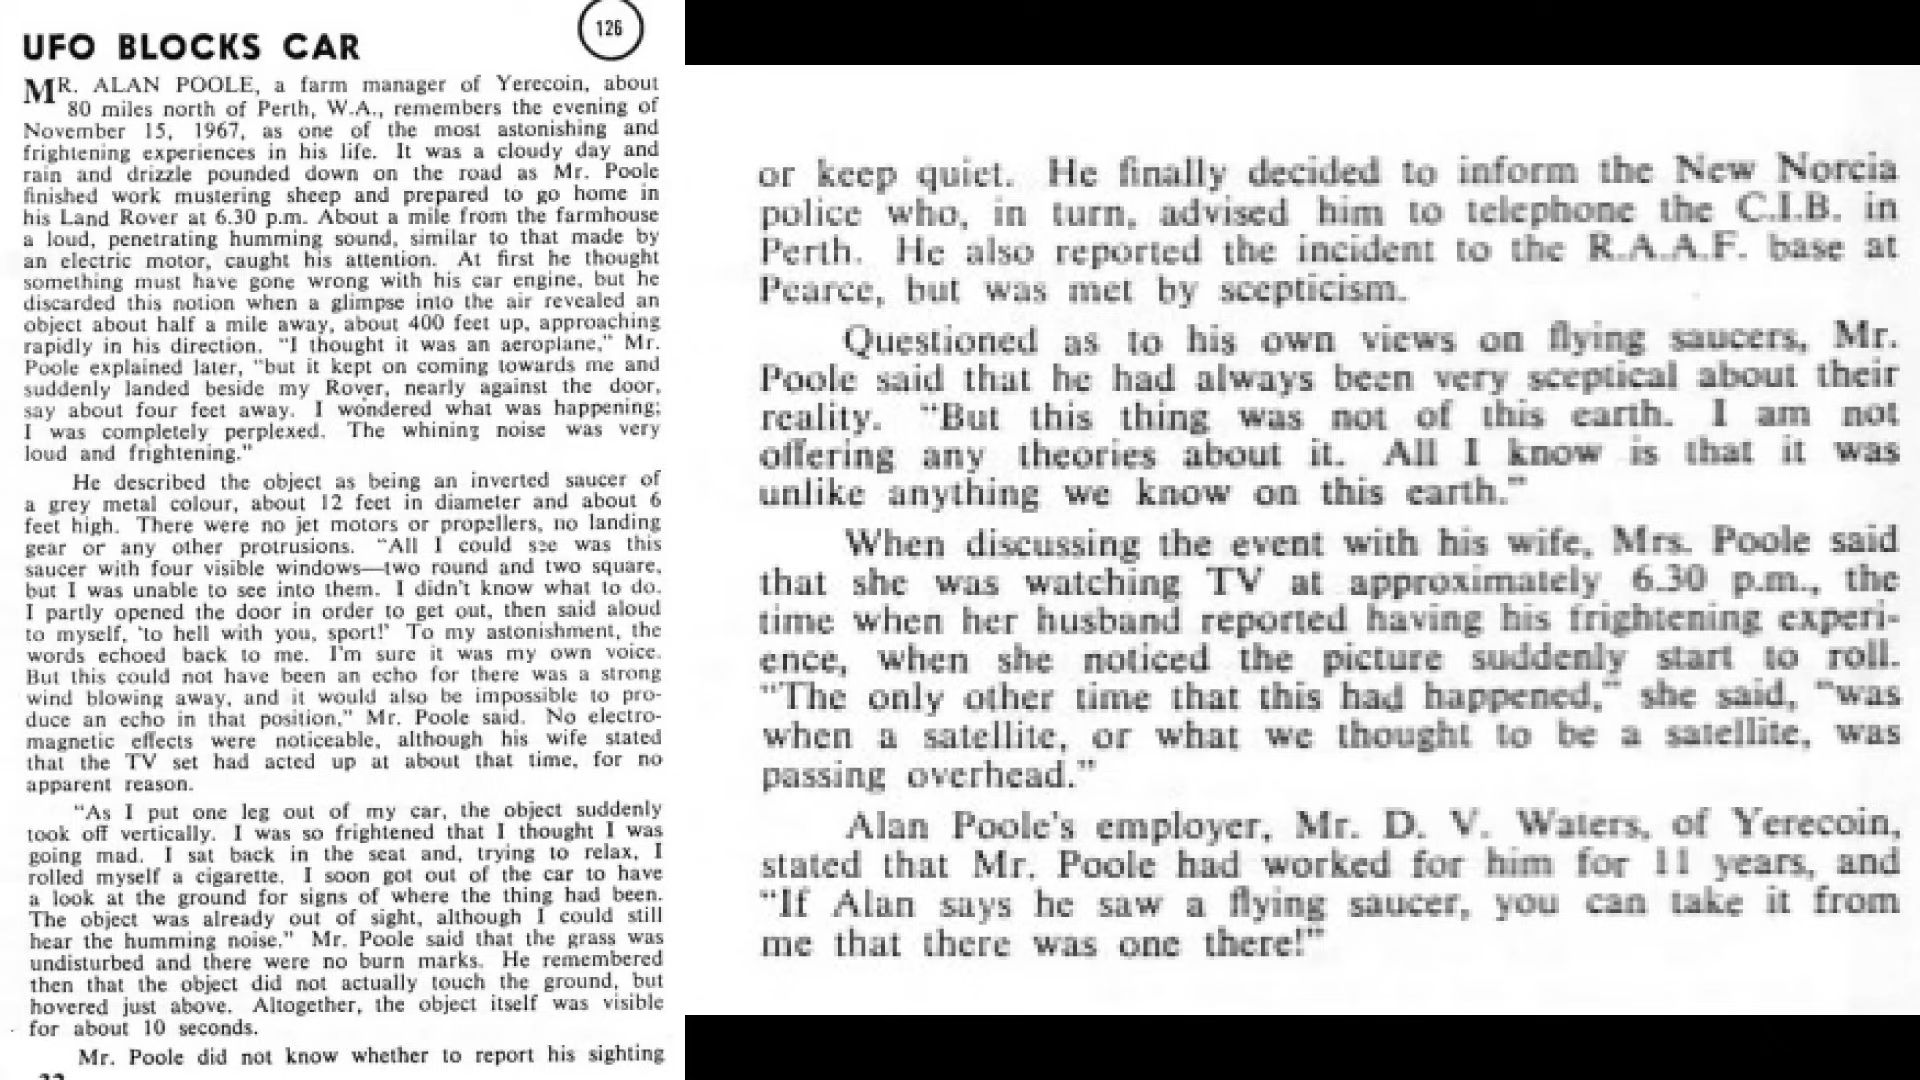 126
UFO BLOCKS CAR
MR. ALAN POOLE, a farm manager of Yerecoin, about
80 miles north of Perth, W.A., remembers the evening of
November 15, 1967, as one of the most astonishing and
frightening experiences in his life. It was a cloudy day and
rain and drizzle pounded down on the road as Mr. Poole
finished work mustering sheep and prepared to go home in
his Land Rover at 6.30 p.m. About a mile from the farmhouse
a loud, penetrating humming sound, similar to that made by
an electric motor, caught his attention. At first he thought
something must have gone wrong with his car engine, but he
discarded this notion when a glimpse into the air revealed an
object about half a mile away, about 400 feet up, approaching
rapidly in his direction. "I thought it was an aeroplane," Mr.
Poole explained later, "but it kept on coming towards me and
suddenly landed beside my Rover, nearly against the door,
say about four feet away. I wondered what was happening;
I was completely perplexed. The whining noise was very
loud and frightening."
He described the object as being an inverted saucer of
a grey metal colour, about 12 feet in diameter and about 6
feet high. There were no jet motors or propellers, no landing
gear or any other protrusions. "All I could see was this
saucer with four visible windows—two round and two square,
but I was unable to see into them. I didn't know what to do.
I partly opened the door in order to get out, then said aloud
to myself, 'to hell with you, sport!' To my astonishment, the
words echoed back to me. I'm sure it was my own voice.
But this could not have been an echo for there was a strong
wind blowing away, and it would also be impossible to pro-
duce an echo in that position," Mr. Poole said. No electro-
magnetic effects were noticeable, although his wife stated
that the TV set had acted up at about that time, for no
apparent reason.
"As I put one leg out of my car, the object suddenly
took off vertically. I was so frightened that I thought I was
going mad. I sat back in the seat and, trying to relax, I
rolled myself a cigarette. I soon got out of the car to have
a look at the ground for signs of where the thing had been.
The object was already out of sight, although I could still
hear the humming noise." Mr. Poole said that the grass was
undisturbed and there were no burn marks. He remembered
then that the object did not actually touch the ground, but
hovered just above. Altogether, the object itself was visible
for about 10 seconds.
Mr. Poole did not know whether to report his sighting
or keep quiet. He finally decided to inform the New Norcia
police who, in turn, advised him to telephone the C.I.B. in
Perth. He also reported the incident to the R.A.A.F. base at
Pearce, but was met by scepticism.
Questioned as to his own views on flying saucers, Mr.
Poole said that he had always been very sceptical about their
reality. "But this thing was not of this earth. I am not
offering any theories about it. All I know is that it was
unlike anything we know on this earth."
When discussing the event with his wife, Mrs. Poole said
that she was watching TV at approximately 6.30 p.m., the
time when her husband reported having his frightening experi-
ence, when she noticed the picture suddenly start to roll.
"The only other time that this had happened," she said, "was
when a satellite, or what we thought to be a satellite, was
passing overhead."
Alan Poole's employer, Mr. D. V. Waters, of Yerecoin,
stated that Mr. Poole had worked for him for 11 years, and
"If Alan says he saw a flying saucer, you can take it from
me that there was one there!"